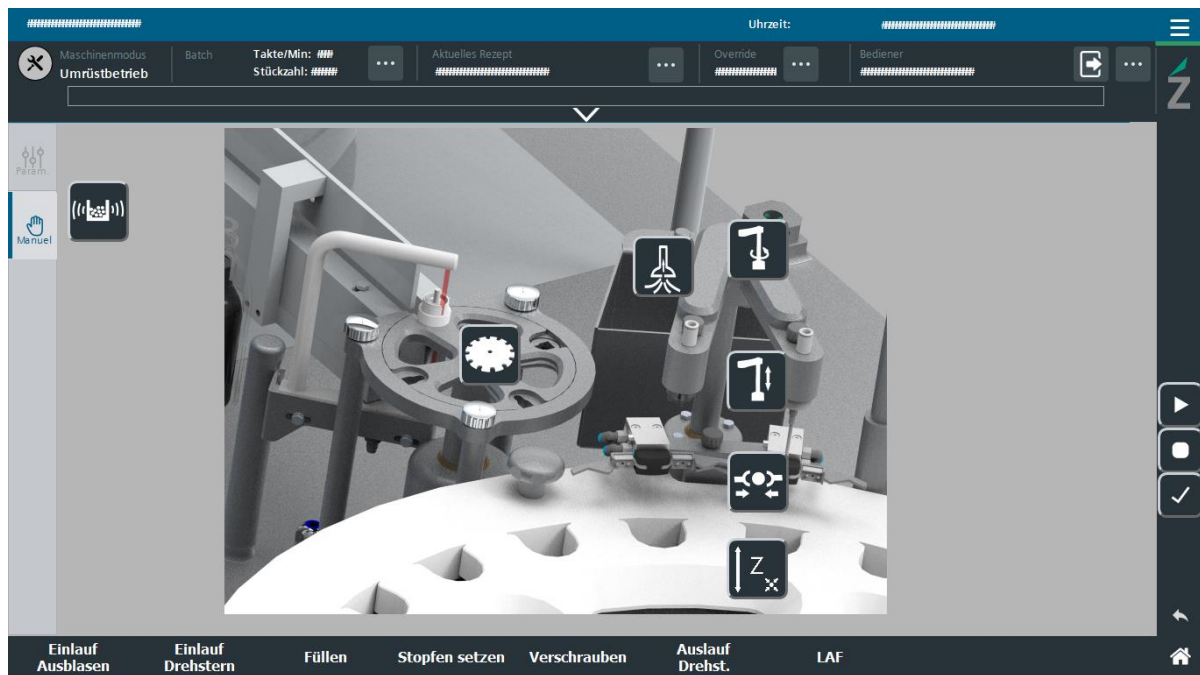 ####################
Uhrzeit:
####################
Maschinenmodus
Umrüstbetrieb
Batch
Takte/Min: ###
Stückzahl: #####
...
Aktuelles Rezept
####################
...
Override
###########
...
Bediener
####################
...
Z
Param.
Manuel
Z
Einlauf
Ausblasen
Einlauf
Drehstern
Füllen
Stopfen setzen
Verschrauben
Auslauf
Drehst.
LAF